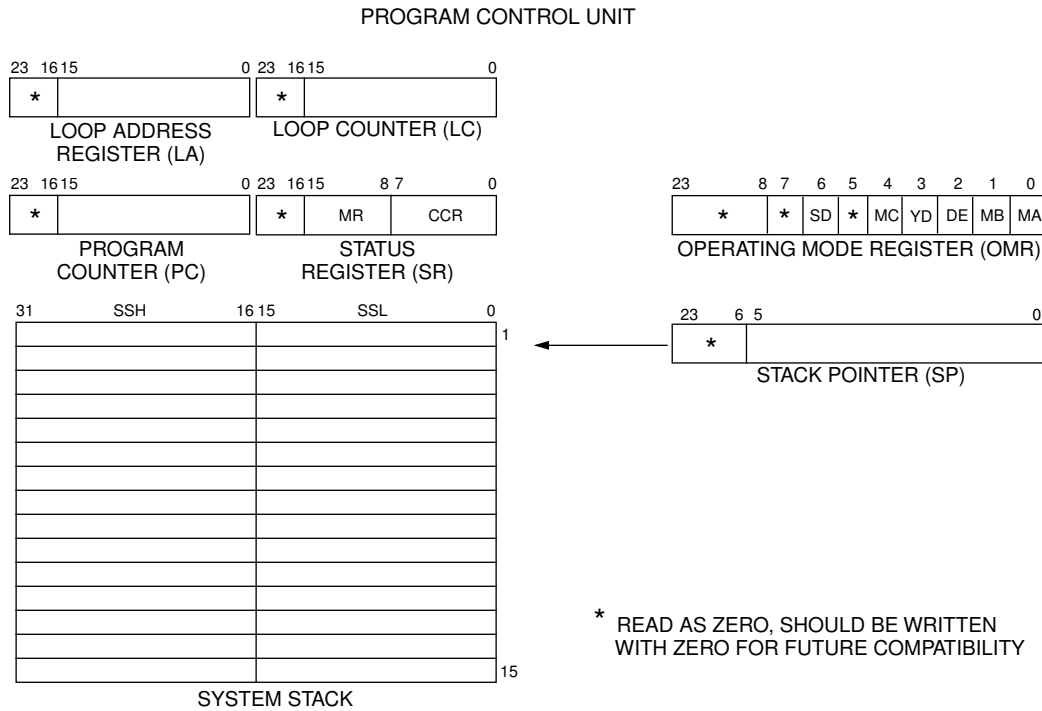 PROGRAM CONTROL UNIT
23 16 15 0 23 16 15 0
* *
LOOP ADDRESS
REGISTER (LA)
LOOP COUNTER (LC)
23 16 15 0 23 16 15 8 7 0
* * MR CCR
PROGRAM
COUNTER (PC)
STATUS
REGISTER (SR)
23 8 7 6 5 4 3 2 1 0
* * SD * MC YD DE MB MA
OPERATING MODE REGISTER (OMR)
31 SSH 16 15 SSL 0
1
15
SYSTEM STACK
23 6 5 0
*
STACK POINTER (SP)
* READ AS ZERO, SHOULD BE WRITTEN
WITH ZERO FOR FUTURE COMPATIBILITY